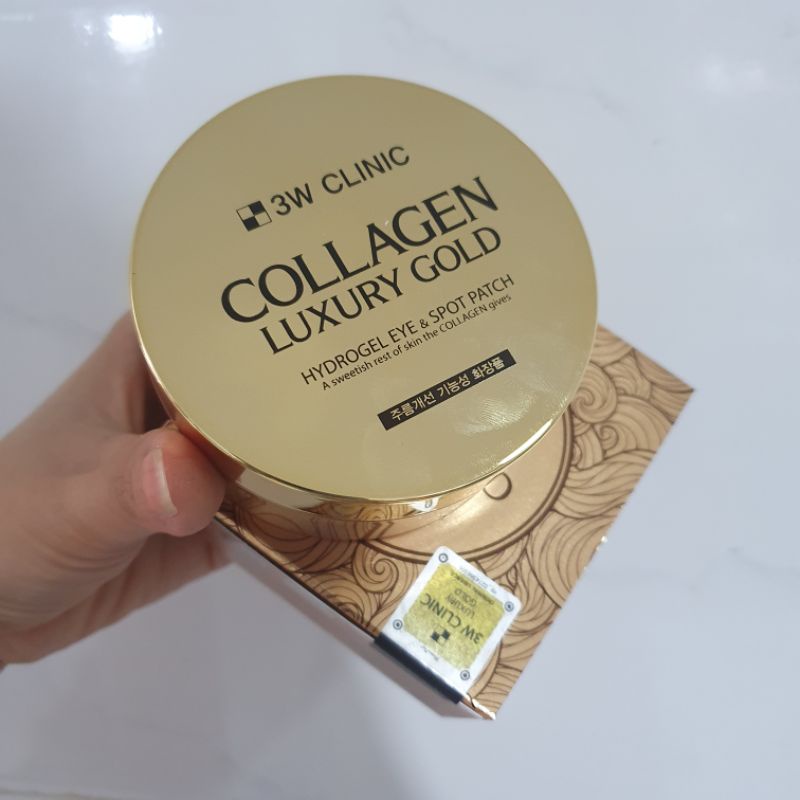 3W CLINIC
COLLAGEN
LUXURY GOLD
HYDROGEL EYE & SPOT PATCH
A sweetish rest of skin the COLLAGEN gives
주름개선 기능성 화장품
3W CLINIC
LUXURY
GOLD